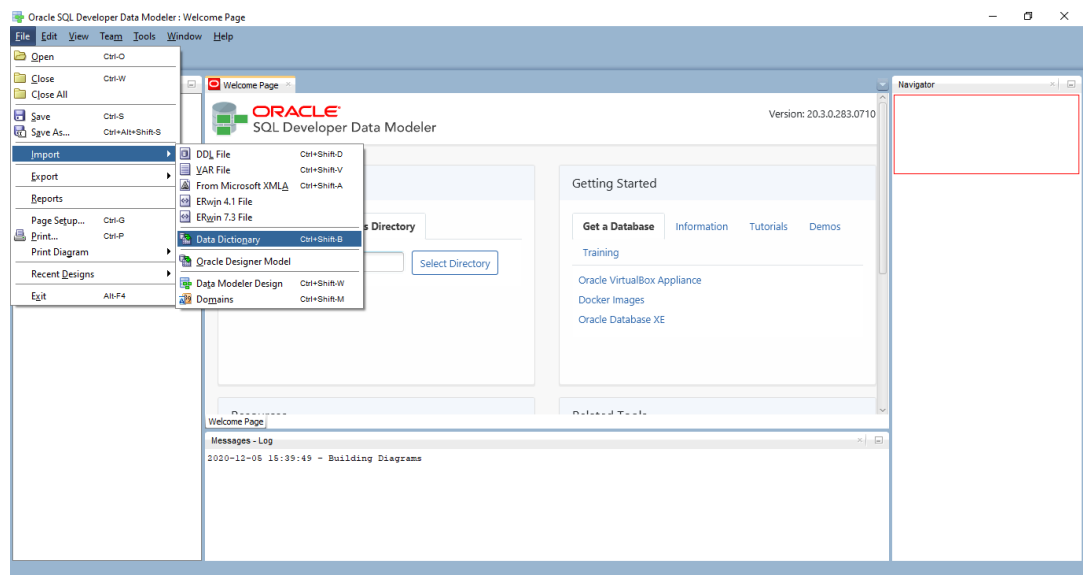 Oracle SQL Developer Data Modeler : Welcome Page
File Edit View Team Tools Window Help
Open Ctrl-O
Close Ctrl-W
Close All
Save Ctrl-S
Save As... Ctrl+Alt+Shift-S
Import
Export
Reports
Page Setup... Ctrl-G
Print... Ctrl-P
Print Diagram
Recent Designs
Exit Alt-F4
DDL File Ctrl+Shift-D
VAR File Ctrl+Shift-V
From Microsoft XMLA Ctrl+Shift-A
ERwin 4.1 File
ERwin 7.3 File
Data Dictionary Ctrl+Shift-B
Oracle Designer Model
Data Modeler Design Ctrl+Shift-W
Domains Ctrl+Shift-M
Welcome Page
ORACLE
SQL Developer Data Modeler
Version: 20.3.0.283.0710
s Directory
Select Directory
Getting Started
Get a Database Information Tutorials Demos
Training
Oracle VirtualBox Appliance
Docker Images
Oracle Database XE
Resources
Related Tools
Welcome Page
Messages - Log
2020-12-05 15:39:49 - Building Diagrams
Navigator